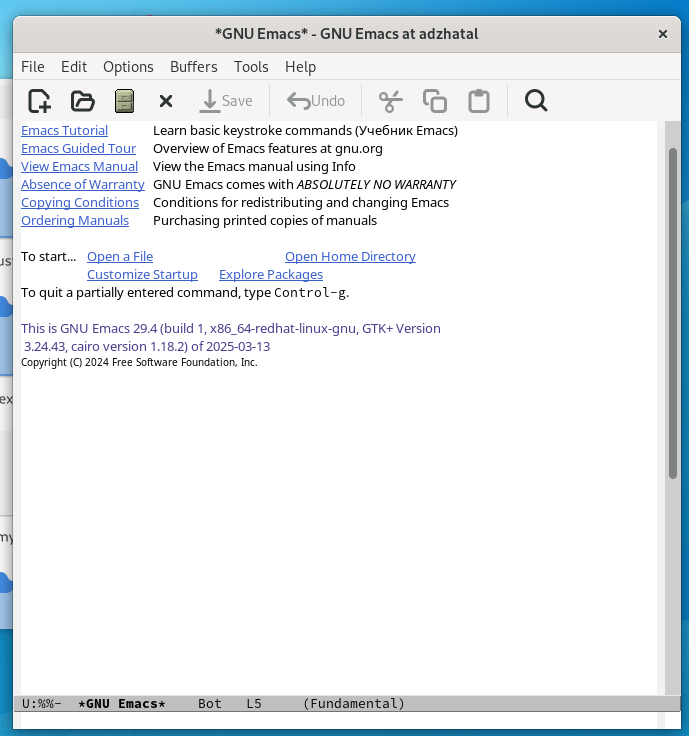 *GNU Emacs* - GNU Emacs at adzhatal
File Edit Options Buffers Tools Help
Save Undo
Emacs Tutorial Learn basic keystroke commands (Учебник Emacs)
Emacs Guided Tour Overview of Emacs features at gnu.org
View Emacs Manual View the Emacs manual using Info
Absence of Warranty GNU Emacs comes with ABSOLUTELY NO WARRANTY
Copying Conditions Conditions for redistributing and changing Emacs
Ordering Manuals Purchasing printed copies of manuals
To start... Open a File Open Home Directory
Customize Startup Explore Packages
To quit a partially entered command, type Control-g.
This is GNU Emacs 29.4 (build 1, x86_64-redhat-linux-gnu, GTK+ Version
3.24.43, cairo version 1.18.2) of 2025-03-13
Copyright (C) 2024 Free Software Foundation, Inc.
U:%%- *GNU Emacs* Bot L5 (Fundamental)